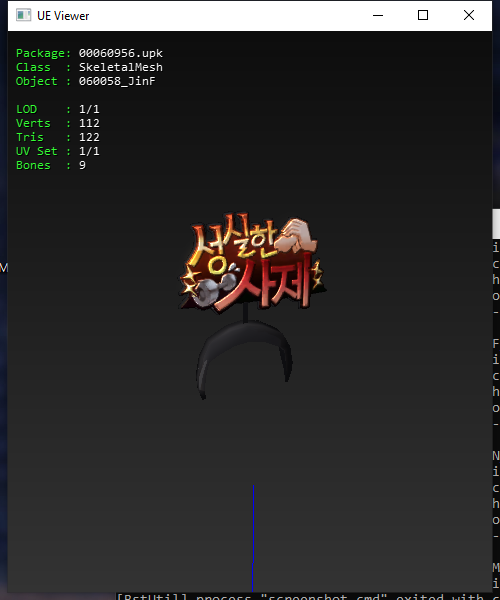 UE Viewer
Package: 00060956.upk
Class : SkeletalMesh
Object : 060058_JinF
LOD : 1/1
Verts : 112
Tris : 122
UV Set : 1/1
Bones : 9
성실한
사제
M
i
c
h
o
-
F
i
c
h
o
-
N
i
c
h
o
-
M
i
[BstUtil] process "screenshot.cmd" exited with c